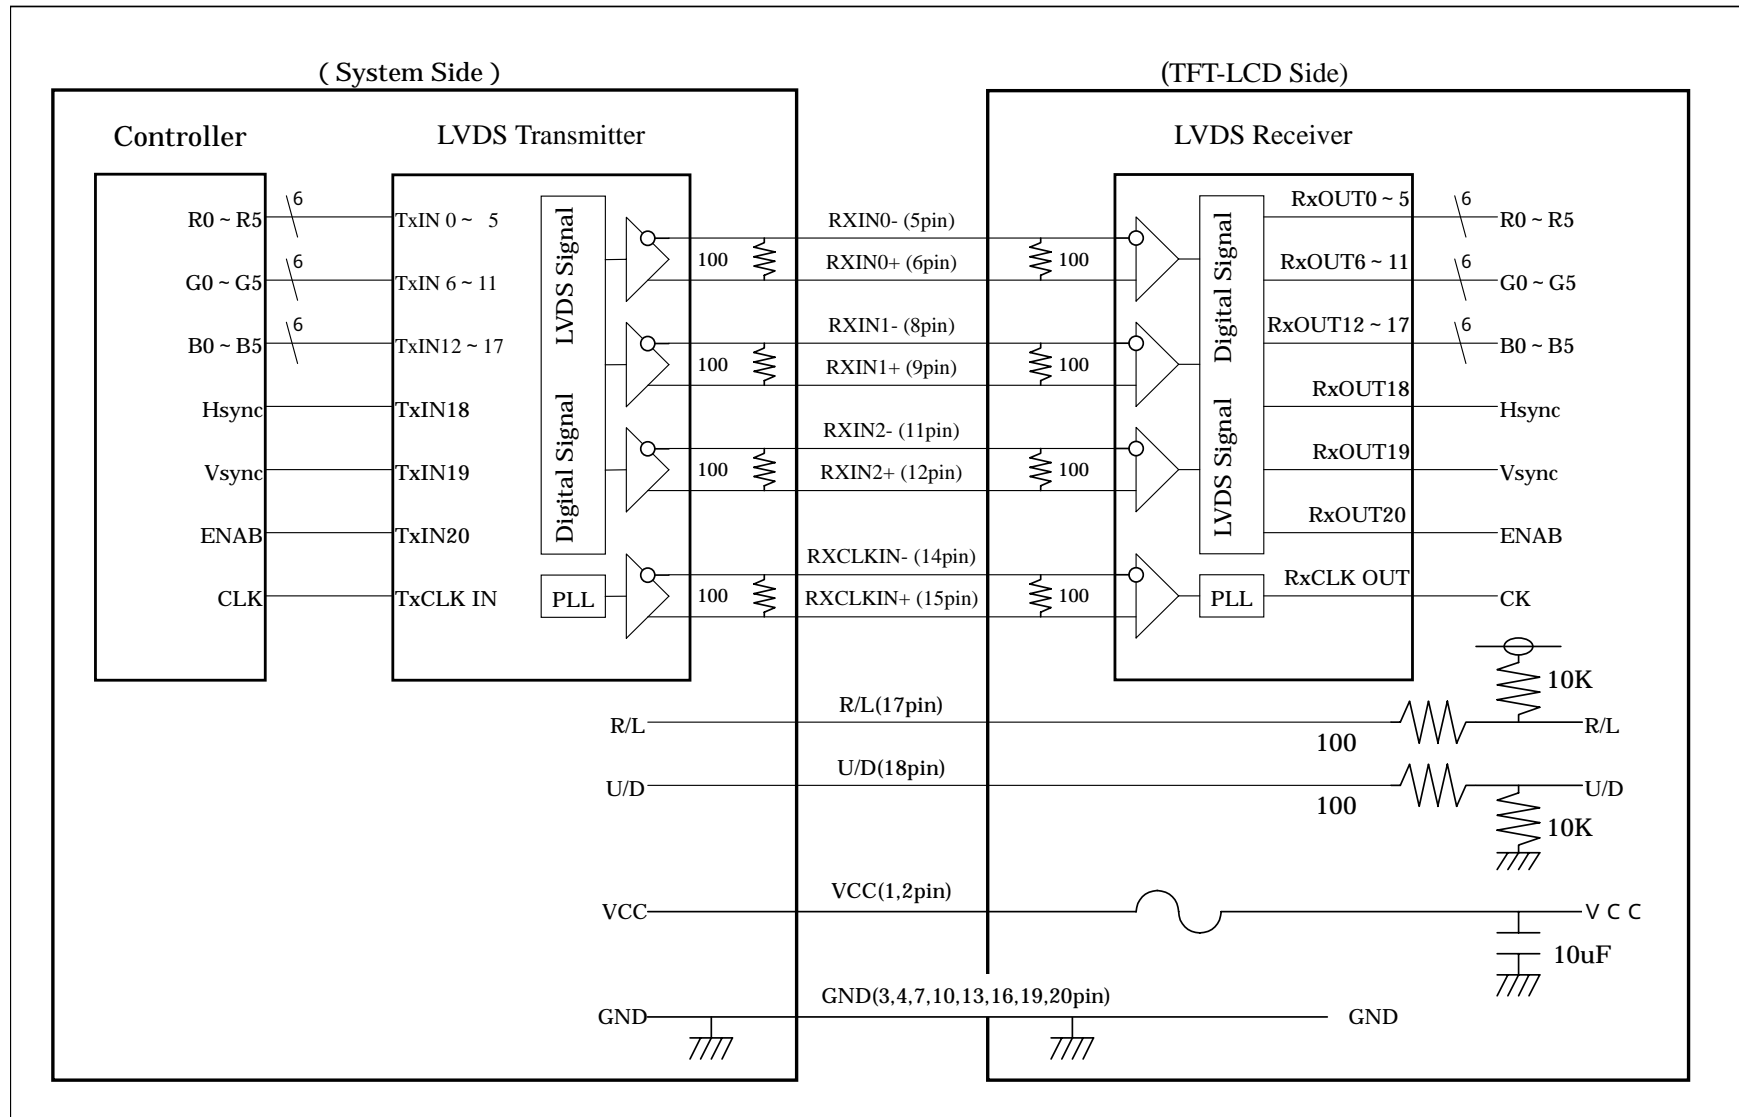 ( System Side )
(TFT-LCD Side)
Controller
LVDS Transmitter
LVDS Receiver
R0 ~ R5
6
TxIN 0 ~ 5
G0 ~ G5
6
TxIN 6 ~ 11
B0 ~ B5
6
TxIN12 ~ 17
Hsync
TxIN18
Vsync
TxIN19
ENAB
TxIN20
CLK
TxCLK IN
Digital Signal
LVDS Signal
PLL
100
RXIN0- (5pin)
RXIN0+ (6pin)
100
100
RXIN1- (8pin)
RXIN1+ (9pin)
100
100
RXIN2- (11pin)
RXIN2+ (12pin)
100
100
RXCLKIN- (14pin)
RXCLKIN+ (15pin)
100
LVDS Signal
Digital Signal
PLL
RxOUT0 ~ 5
6
R0 ~ R5
RxOUT6 ~ 11
6
G0 ~ G5
RxOUT12 ~ 17
6
B0 ~ B5
RxOUT18
Hsync
RxOUT19
Vsync
RxOUT20
ENAB
RxCLK OUT
CK
10K
R/L
R/L(17pin)
100
R/L
U/D
U/D(18pin)
100
U/D
10K
VCC
VCC(1,2pin)
V C C
10uF
GND
GND(3,4,7,10,13,16,19,20pin)
GND